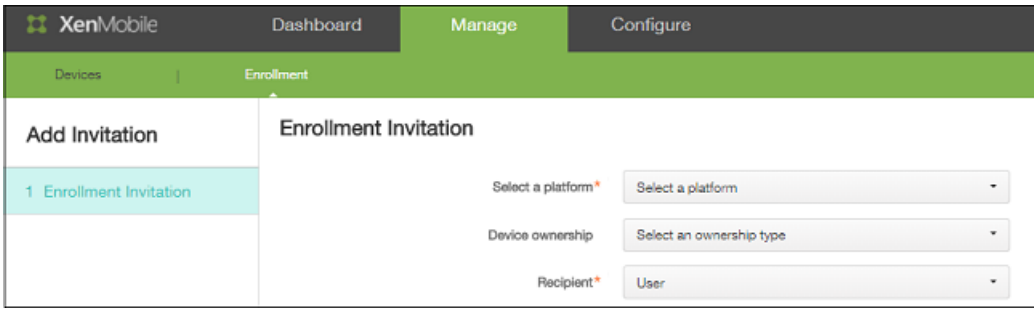 XenMobile Dashboard Manage Configure
Devices | Enrollment
Add Invitation
1 Enrollment Invitation
Enrollment Invitation
Select a platform* Select a platform
Device ownership Select an ownership type
Recipient* User